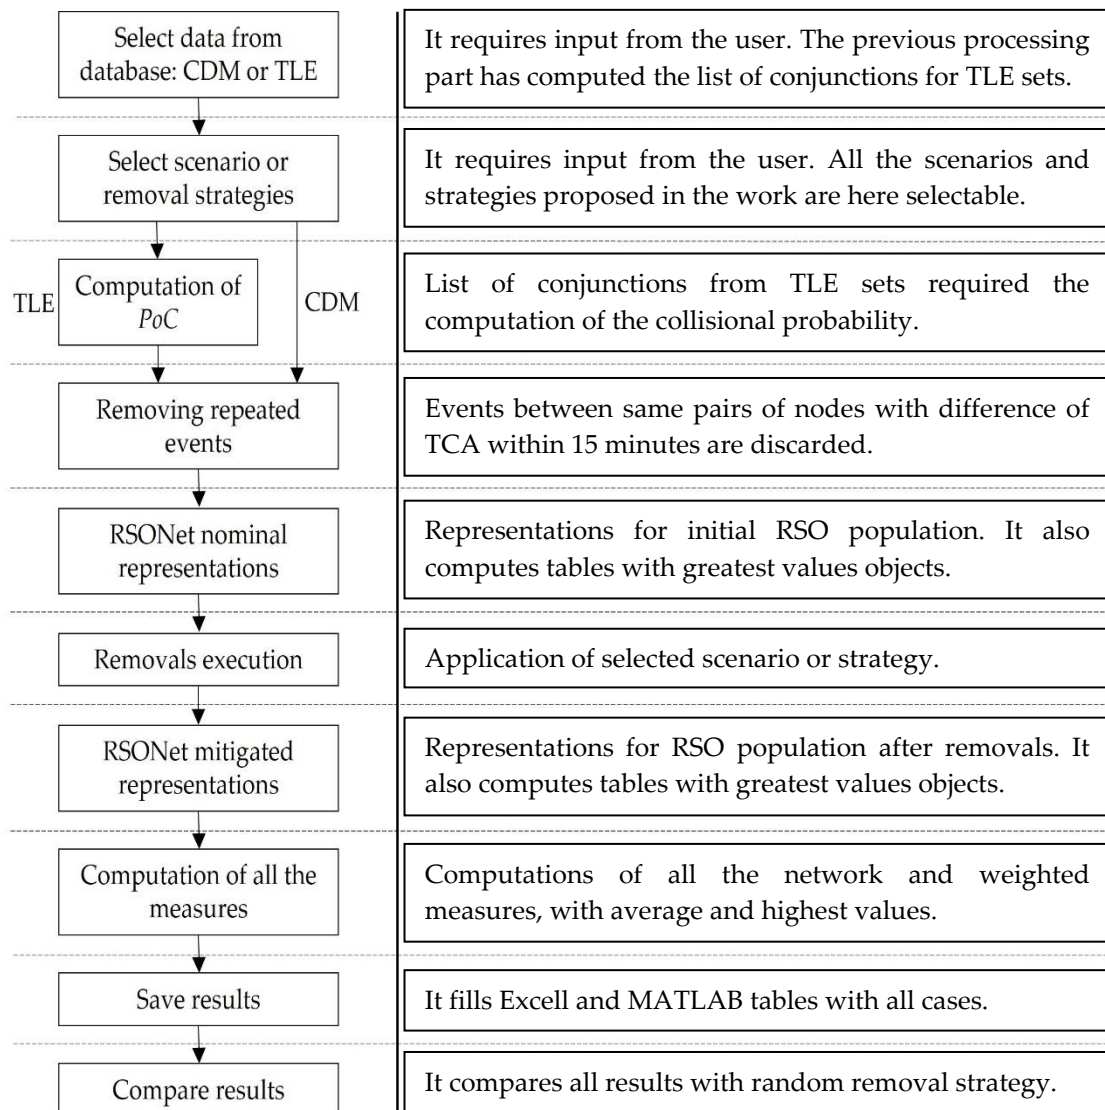 Select data from
database: CDM or TLE
It requires input from the user. The previous processing
part has computed the list of conjunctions for TLE sets.
Select scenario or
removal strategies
It requires input from the user. All the scenarios and
strategies proposed in the work are here selectable.
TLE
Computation of
PoC
CDM
List of conjunctions from TLE sets required the
computation of the collisional probability.
Removing repeated
events
Events between same pairs of nodes with difference of
TCA within 15 minutes are discarded.
RSONet nominal
representations
Representations for initial RSO population. It also
computes tables with greatest values objects.
Removals execution
Application of selected scenario or strategy.
RSONet mitigated
representations
Representations for RSO population after removals. It
also computes tables with greatest values objects.
Computation of all the
measures
Computations of all the network and weighted
measures, with average and highest values.
Save results
It fills Excell and MATLAB tables with all cases.
Compare results
It compares all results with random removal strategy.